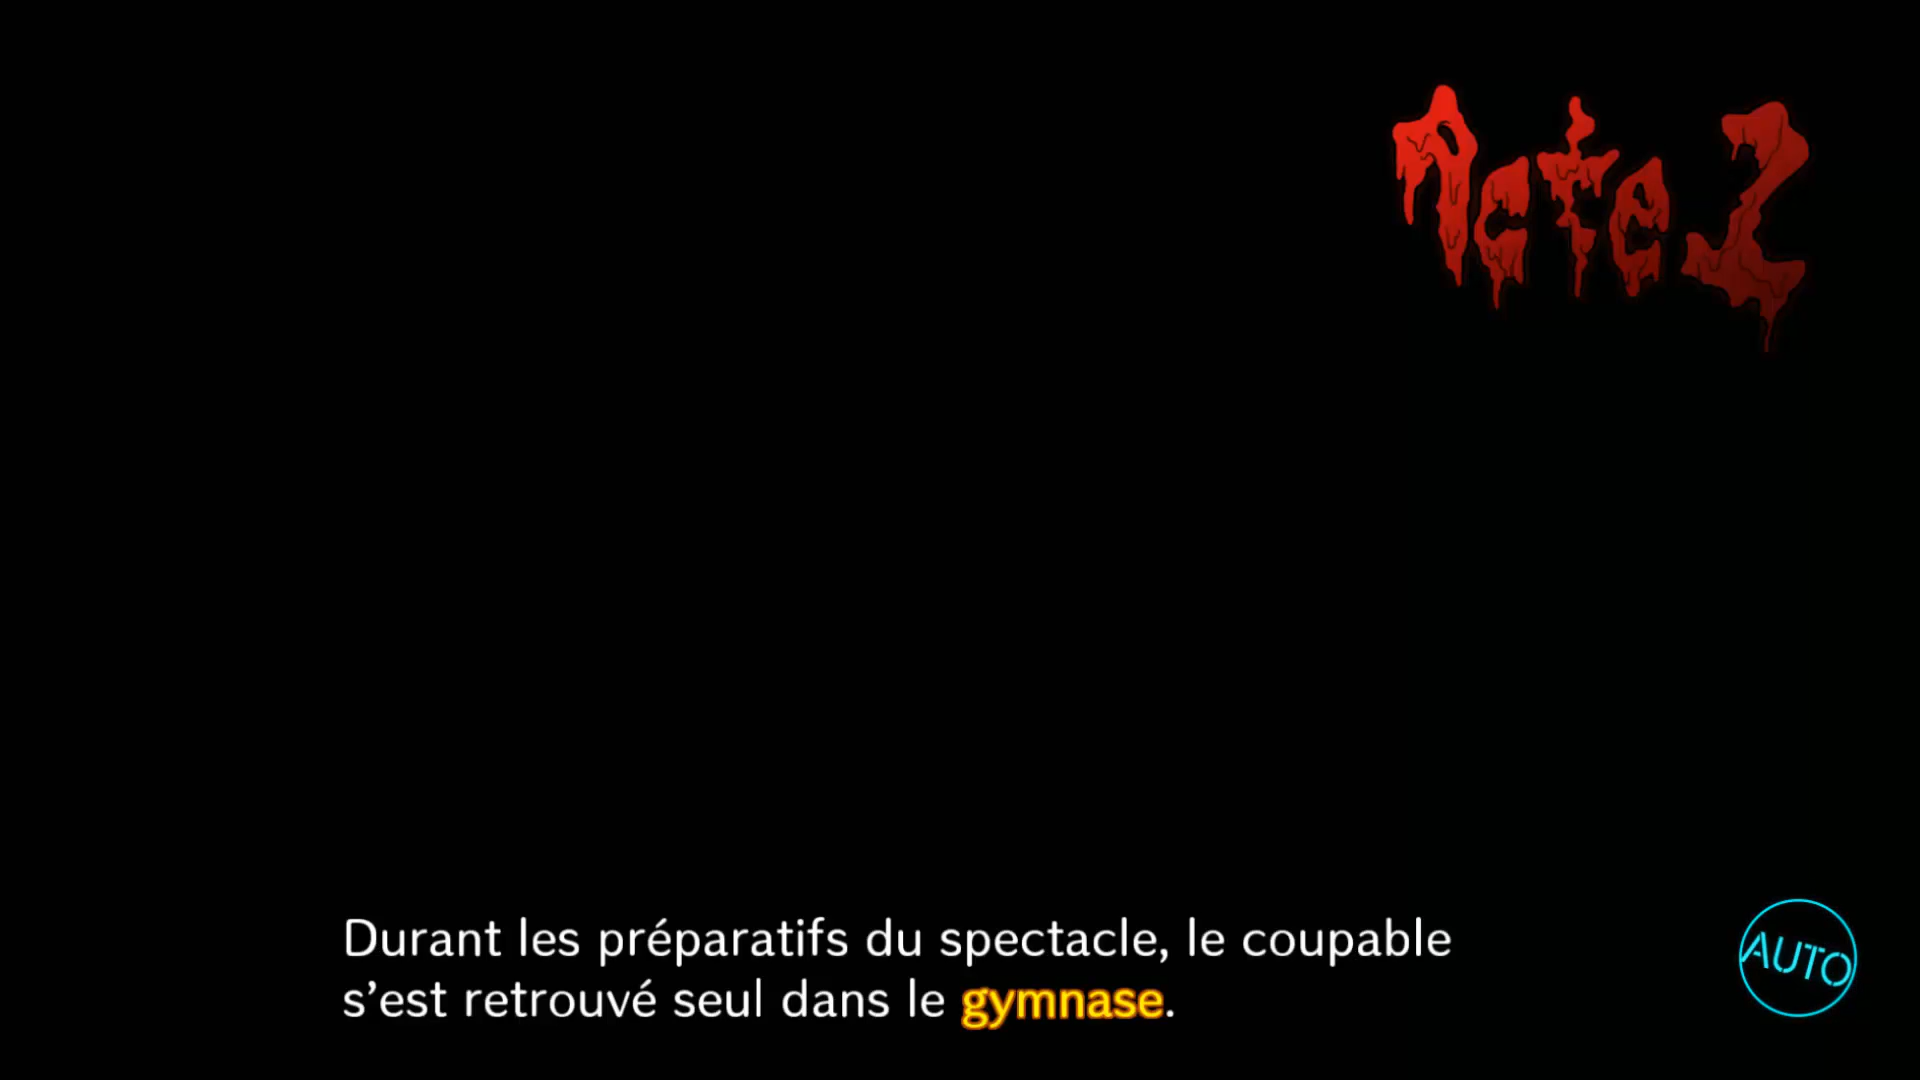 Acte 2
Durant les préparatifs du spectacle, le coupable
s’est retrouvé seul dans le gymnase.
AUTO